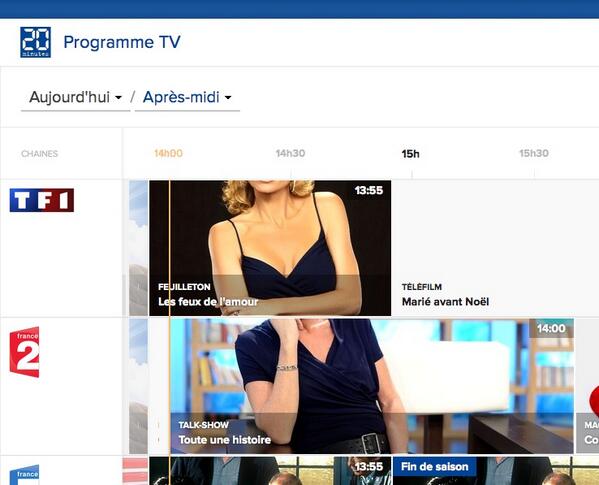 20
minutes
Programme TV
Aujourd'hui / Après-midi
CHAINES
14h00
14h30
15h
15h30
TF1
13:55
FEUILLETON
Les feux de l'amour
TÉLÉFILM
Marié avant Noël
france
2
14:00
TALK-SHOW
Toute une histoire
MA
Co
france
13:55
Fin de saison